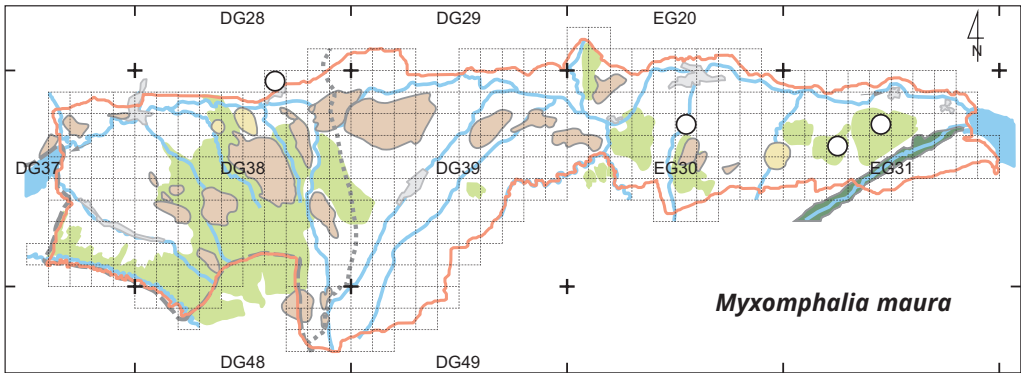 DG28 DG29 EG20
N
DG37 DG38 DG39 EG30 EG31
Myxomphalia maura
DG48 DG49